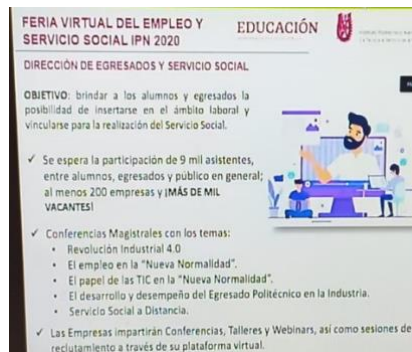 FERIA VIRTUAL DEL EMPLEO Y
SERVICIO SOCIAL IPN 2020
EDUCACIÓN
DIRECCIÓN DE EGRESADOS Y SERVICIO SOCIAL
OBJETIVO: brindar a los alumnos y egresados la
posibilidad de insertarse en el ámbito laboral y
vincularse para la realización del Servicio Social.
✓ Se espera la participación de 9 mil asistentes,
entre alumnos, egresados y público en general;
al menos 200 empresas y ¡MÁS DE MIL
VACANTES!
✓ Conferencias Magistrales con los temas:
• Revolución Industrial 4.0
• El empleo en la "Nueva Normalidad".
• El papel de las TIC en la "Nueva Normalidad".
• El desarrollo y desempeño del Egresado Politécnico en la Industria.
• Servicio Social a Distancia.
✓ Las Empresas impartirán Conferencias, Talleres y Webinars, así como sesiones de
reclutamiento a través de su plataforma virtual.